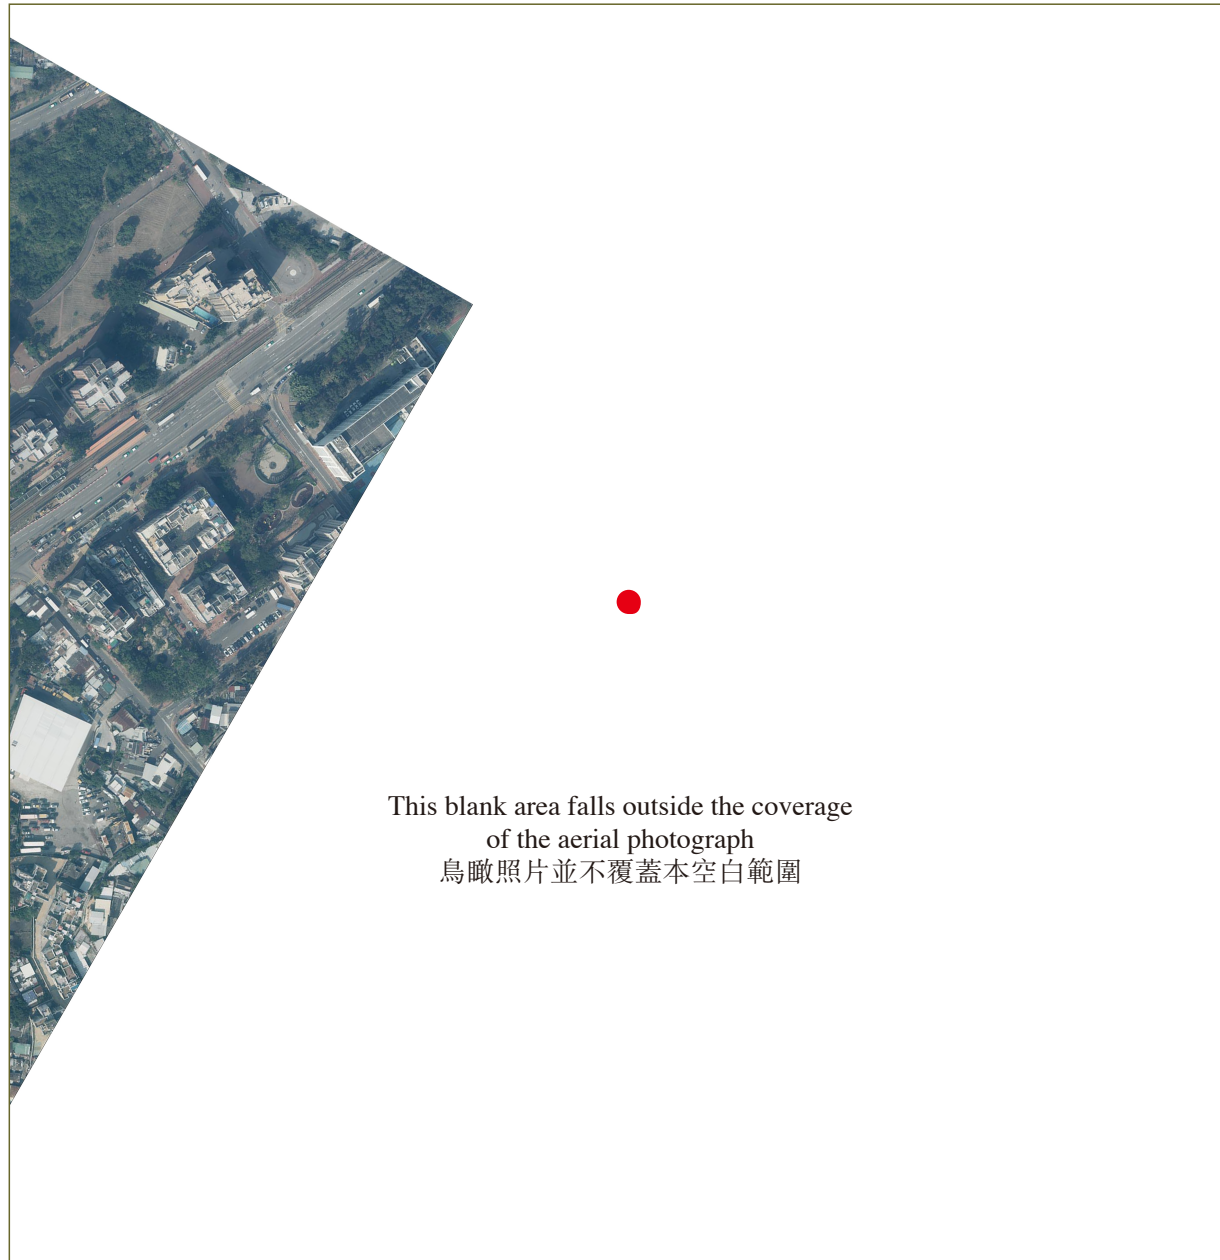 This blank area falls outside the coverage
of the aerial photograph
鳥瞰照片並不覆蓋本空白範圍